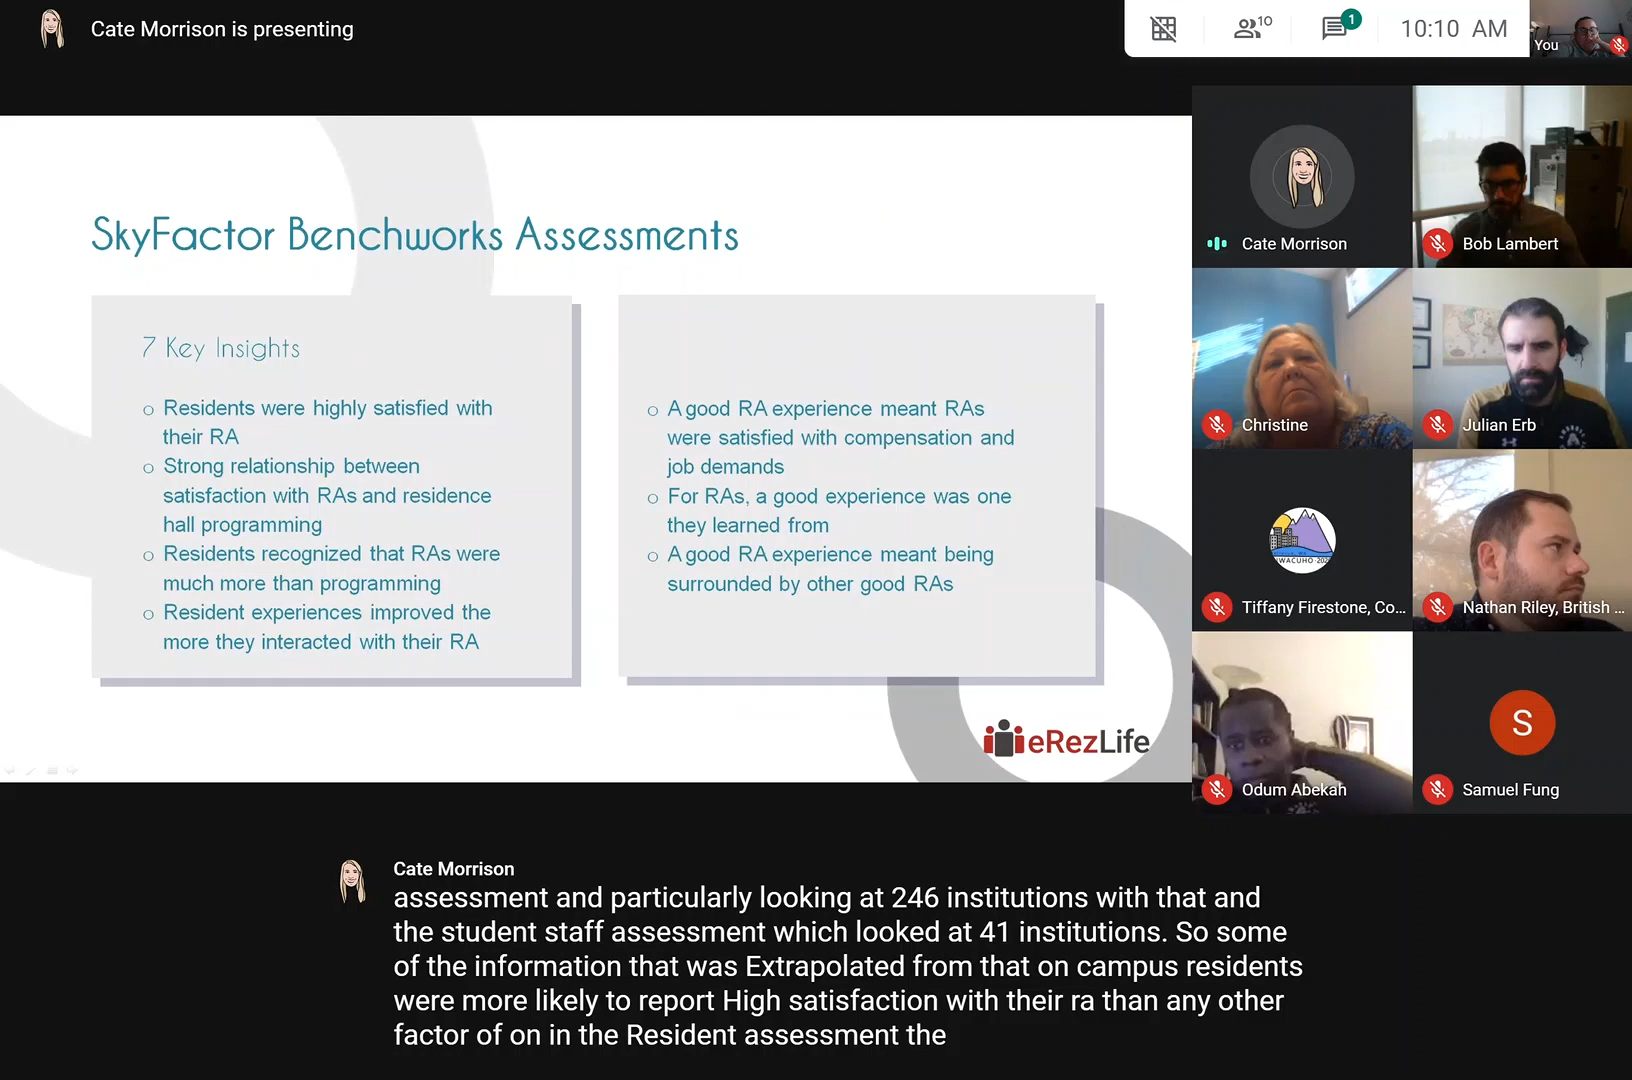 Cate Morrison is presenting
10
1
10:10 AM
You
SkyFactor Benchworks Assessments
7 Key Insights
o Residents were highly satisfied with
their RA
o Strong relationship between
satisfaction with RAs and residence
hall programming
o Residents recognized that RAs were
much more than programming
o Resident experiences improved the
more they interacted with their RA
o A good RA experience meant RAs
were satisfied with compensation and
job demands
o For RAs, a good experience was one
they learned from
o A good RA experience meant being
surrounded by other good RAs
eRezLife
Cate Morrison
Bob Lambert
Christine
Julian Erb
Tiffany Firestone, Co...
Nathan Riley, British ...
Odum Abekah
S
Samuel Fung
Cate Morrison
assessment and particularly looking at 246 institutions with that and
the student staff assessment which looked at 41 institutions. So some
of the information that was Extrapolated from that on campus residents
were more likely to report High satisfaction with their ra than any other
factor of on in the Resident assessment the